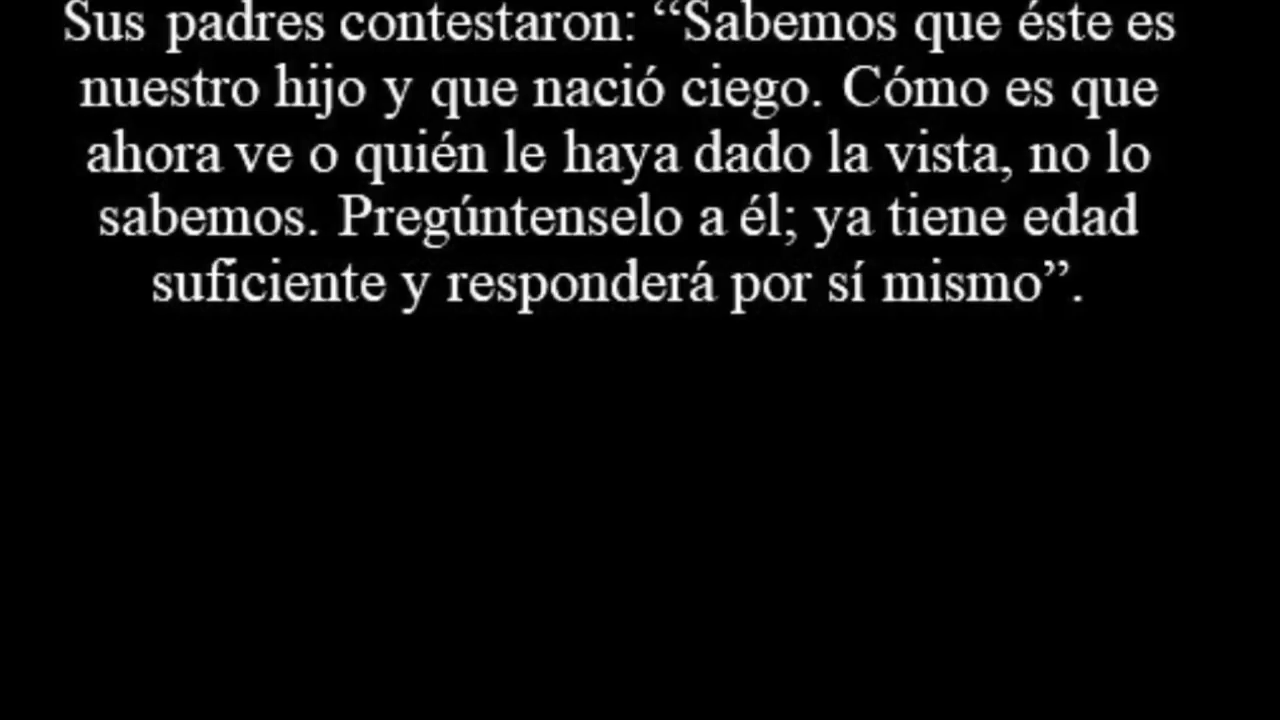 Sus padres contestaron: “Sabemos que éste es
nuestro hijo y que nació ciego. Cómo es que
ahora ve o quién le haya dado la vista, no lo
sabemos. Pregúntenselo a él; ya tiene edad
suficiente y responderá por sí mismo”.